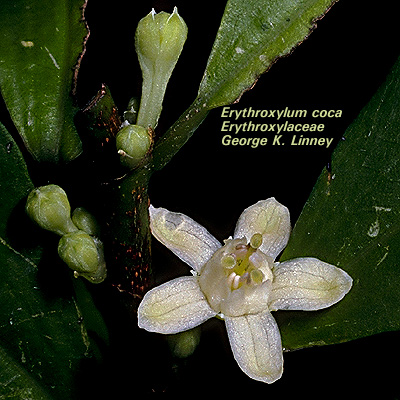 Erythroxylum coca
Erythroxylaceae
George K. Linney